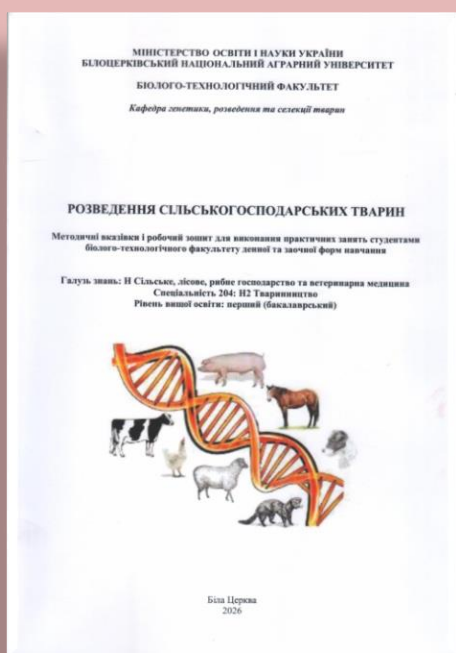 МІНІСТЕРСТВО ОСВІТИ І НАУКИ УКРАЇНИ
БІЛОЦЕРКІВСЬКИЙ НАЦІОНАЛЬНИЙ АГРАРНИЙ УНІВЕРСИТЕТ
БІОЛОГО-ТЕХНОЛОГІЧНИЙ ФАКУЛЬТЕТ
Кафедра генетики, розведення та селекції тварин
РОЗВЕДЕННЯ СІЛЬСЬКОГОСПОДАРСЬКИХ ТВАРИН
Методичні вказівки і робочий зошит для виконання практичних занять студентами
біолого-технологічного факультету денної та заочної форм навчання
Галузь знань: Н Сільське, лісове, рибне господарство та ветеринарна медицина
Спеціальність 204: Н2 Тваринництво
Рівень вищої освіти: перший (бакалаврський)
Біла Церква
2026